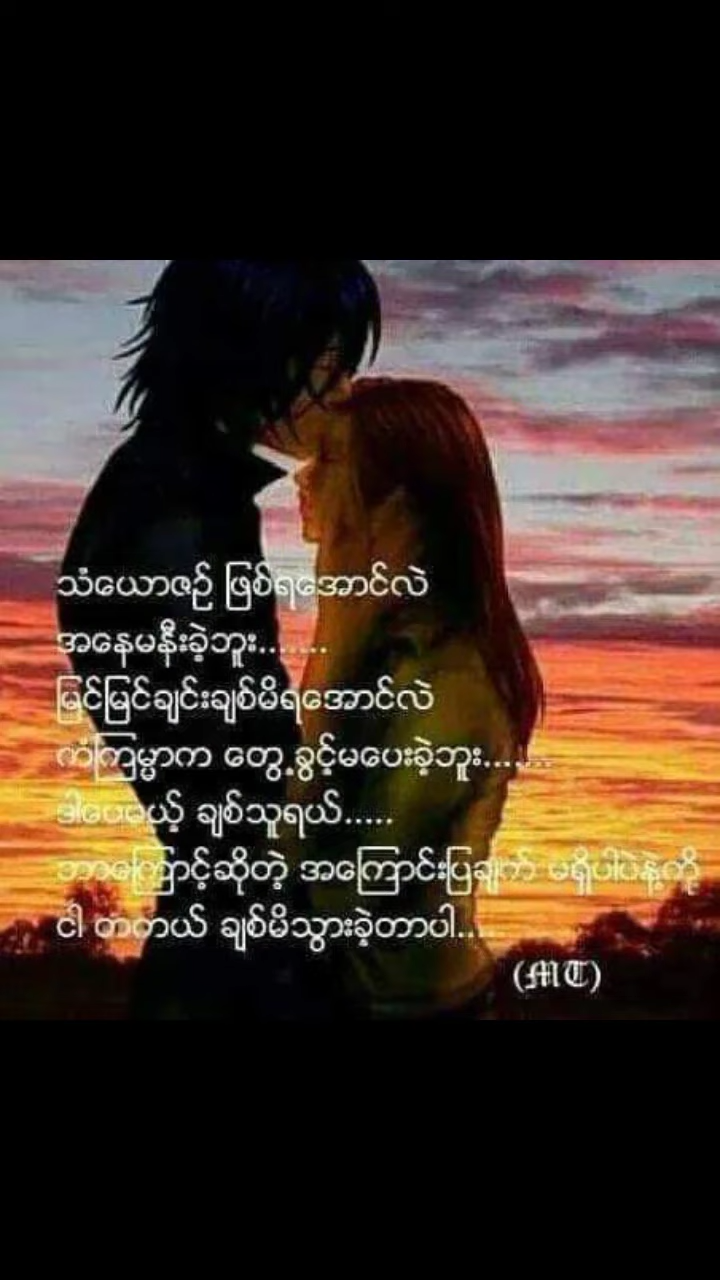 သံယောဇဉ် ဖြစ်ရအောင်လဲ
အနေမနီးခဲ့ဘူး.......
မြင်မြင်ချင်းချစ်မိရအောင်လဲ
ကံကြမ္မာက တွေ့ခွင့်မပေးခဲ့ဘူး.......
ဒါပေမယ့် ချစ်သူရယ်.....
ဘာကြောင့်ဆိုတဲ့ အကြောင်းပြချက် မရှိပါပဲနဲ့ကို
ငါ တကယ် ချစ်မိသွားခဲ့တာပါ.....
(𝕸𝕿)